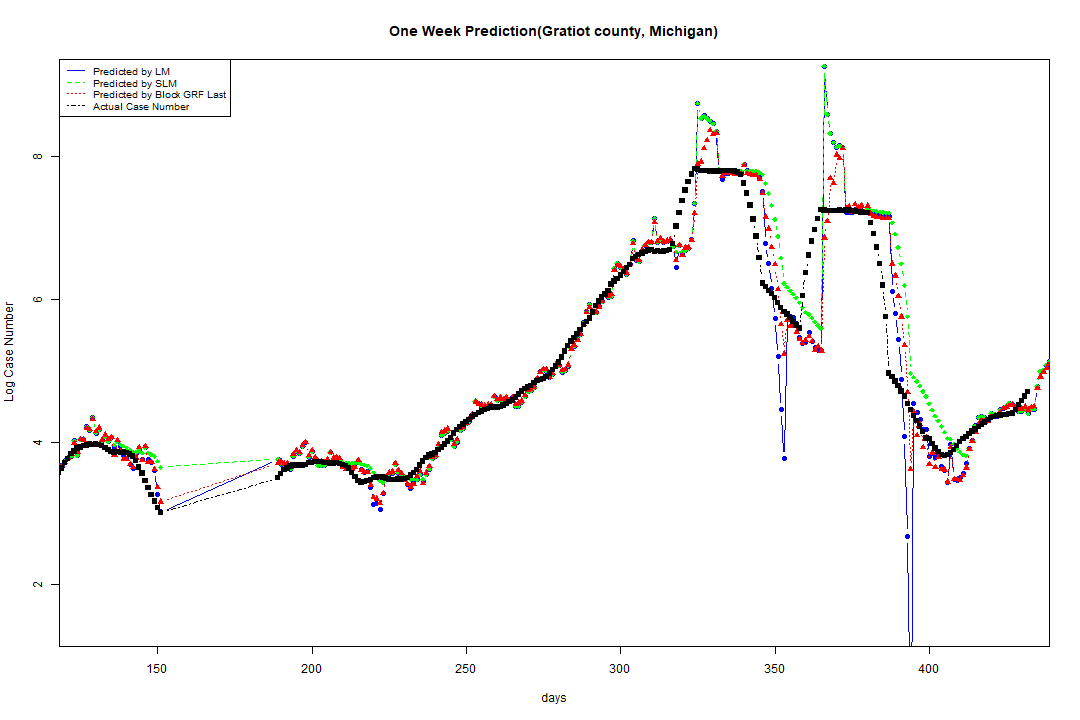 One Week Prediction(Gratiot county, Michigan)
Predicted by LM
Predicted by SLM
Predicted by Block GRF Last
Actual Case Number
Log Case Number
8
6
4
2
150 200 250 300 350 400
days